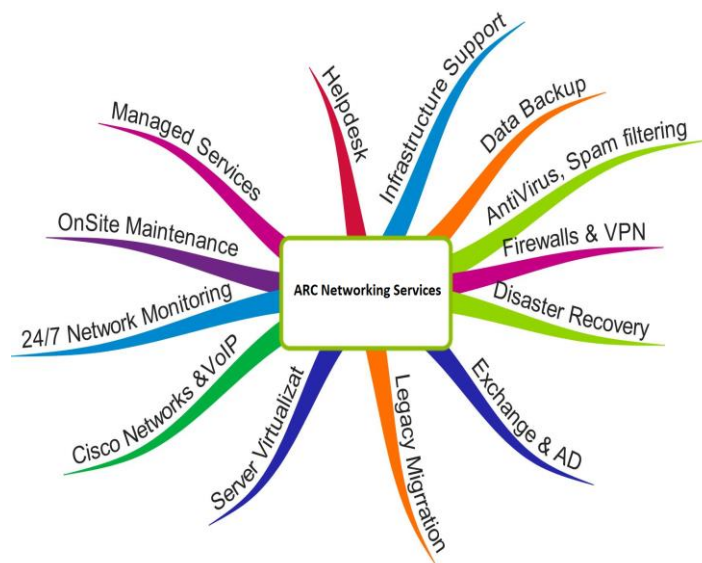 Helpdesk
Infrastructure Support
Data Backup
AntiVirus, Spam filtering
Firewalls & VPN
Disaster Recovery
Exchange & AD
Legacy Migrration
Server Virtualizat
Cisco Networks &VoIP
24/7 Network Monitoring
OnSite Maintenance
Managed Services
ARC Networking Services